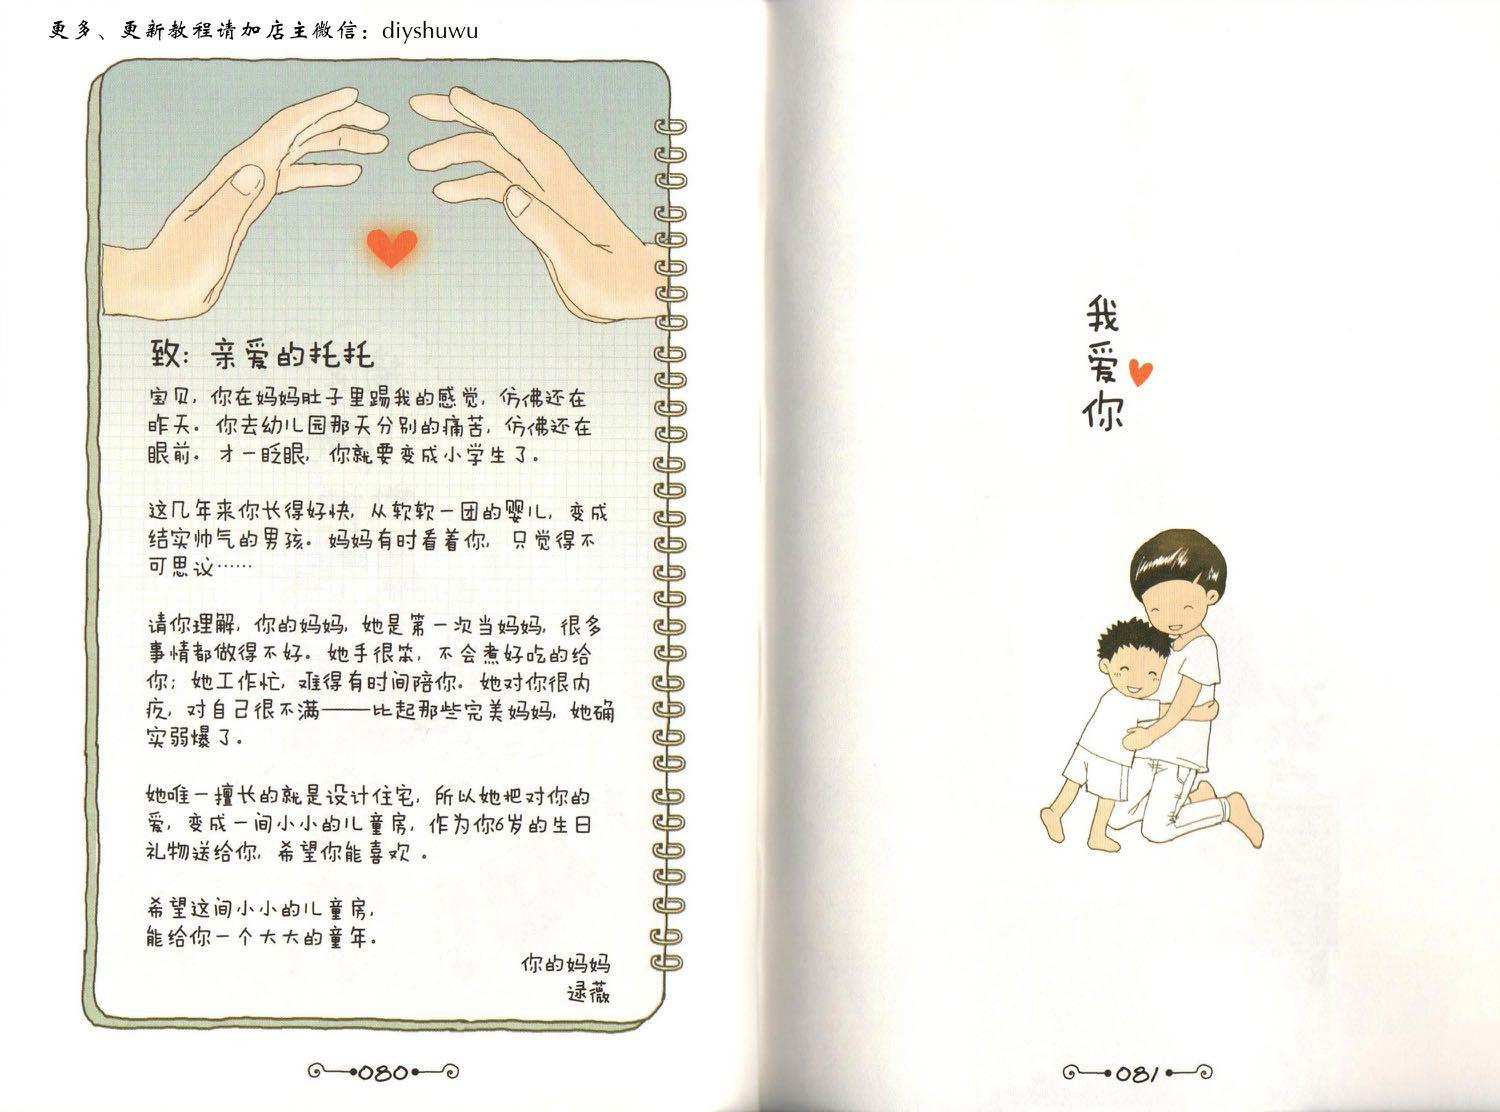 更多、更新教程请加店主微信：diyshuwu
致：亲爱的托托
宝贝，你在妈妈肚子里踢我的感觉，仿佛还在
昨天。你去幼儿园那天分别的痛苦，仿佛还在
眼前。才一眨眼，你就要变成小学生了。
这几年来你长得好快，从软软一团的婴儿，变成
结实帅气的男孩。妈妈有时看着你，只觉得不
可思议……
请你理解，你的妈妈，她是第一次当妈妈，很多
事情都做得不好。她手很笨，不会煮好吃的给
你；她工作忙，难得有时间陪你。她对你很内
疚，对自己很不满——比起那些完美妈妈，她确
实弱爆了。
她唯一擅长的就是设计住宅，所以她把对你的
爱，变成一间小小的儿童房，作为你6岁的生日
礼物送给你，希望你能喜欢。
希望这间小小的儿童房，
能给你一个大大的童年。
你的妈妈
逯薇
080
我爱你
081